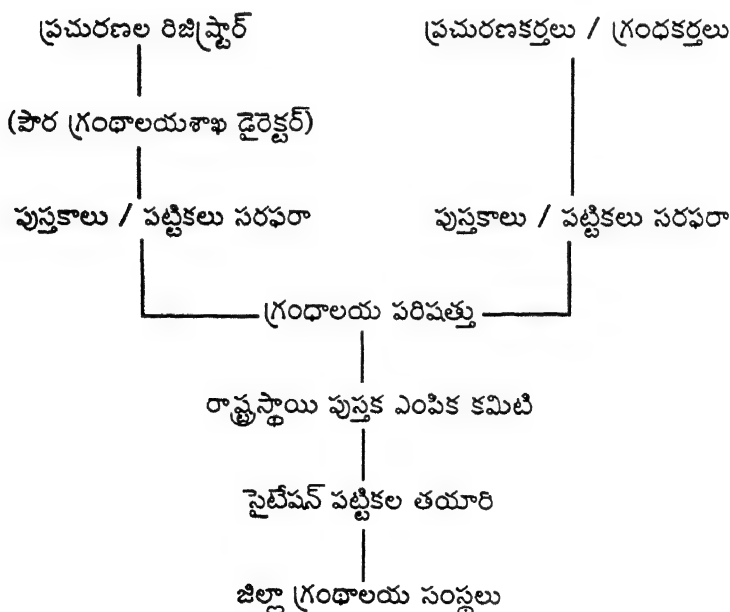 ప్రచురణల రిజిష్ట్రార్ ప్రచురణకర్తలు / గ్రంధకర్తలు
(పౌర గ్రంథాలయశాఖ డైరెక్టర్)
పుస్తకాలు / పట్టికలు సరఫరా పుస్తకాలు / పట్టికలు సరఫరా
గ్రంధాలయ పరిషత్తు
రాష్ట్రస్థాయి పుస్తక ఎంపిక కమిటి
సైటేషన్ పట్టికల తయారి
జిల్లా గ్రంథాలయ సంస్థలు